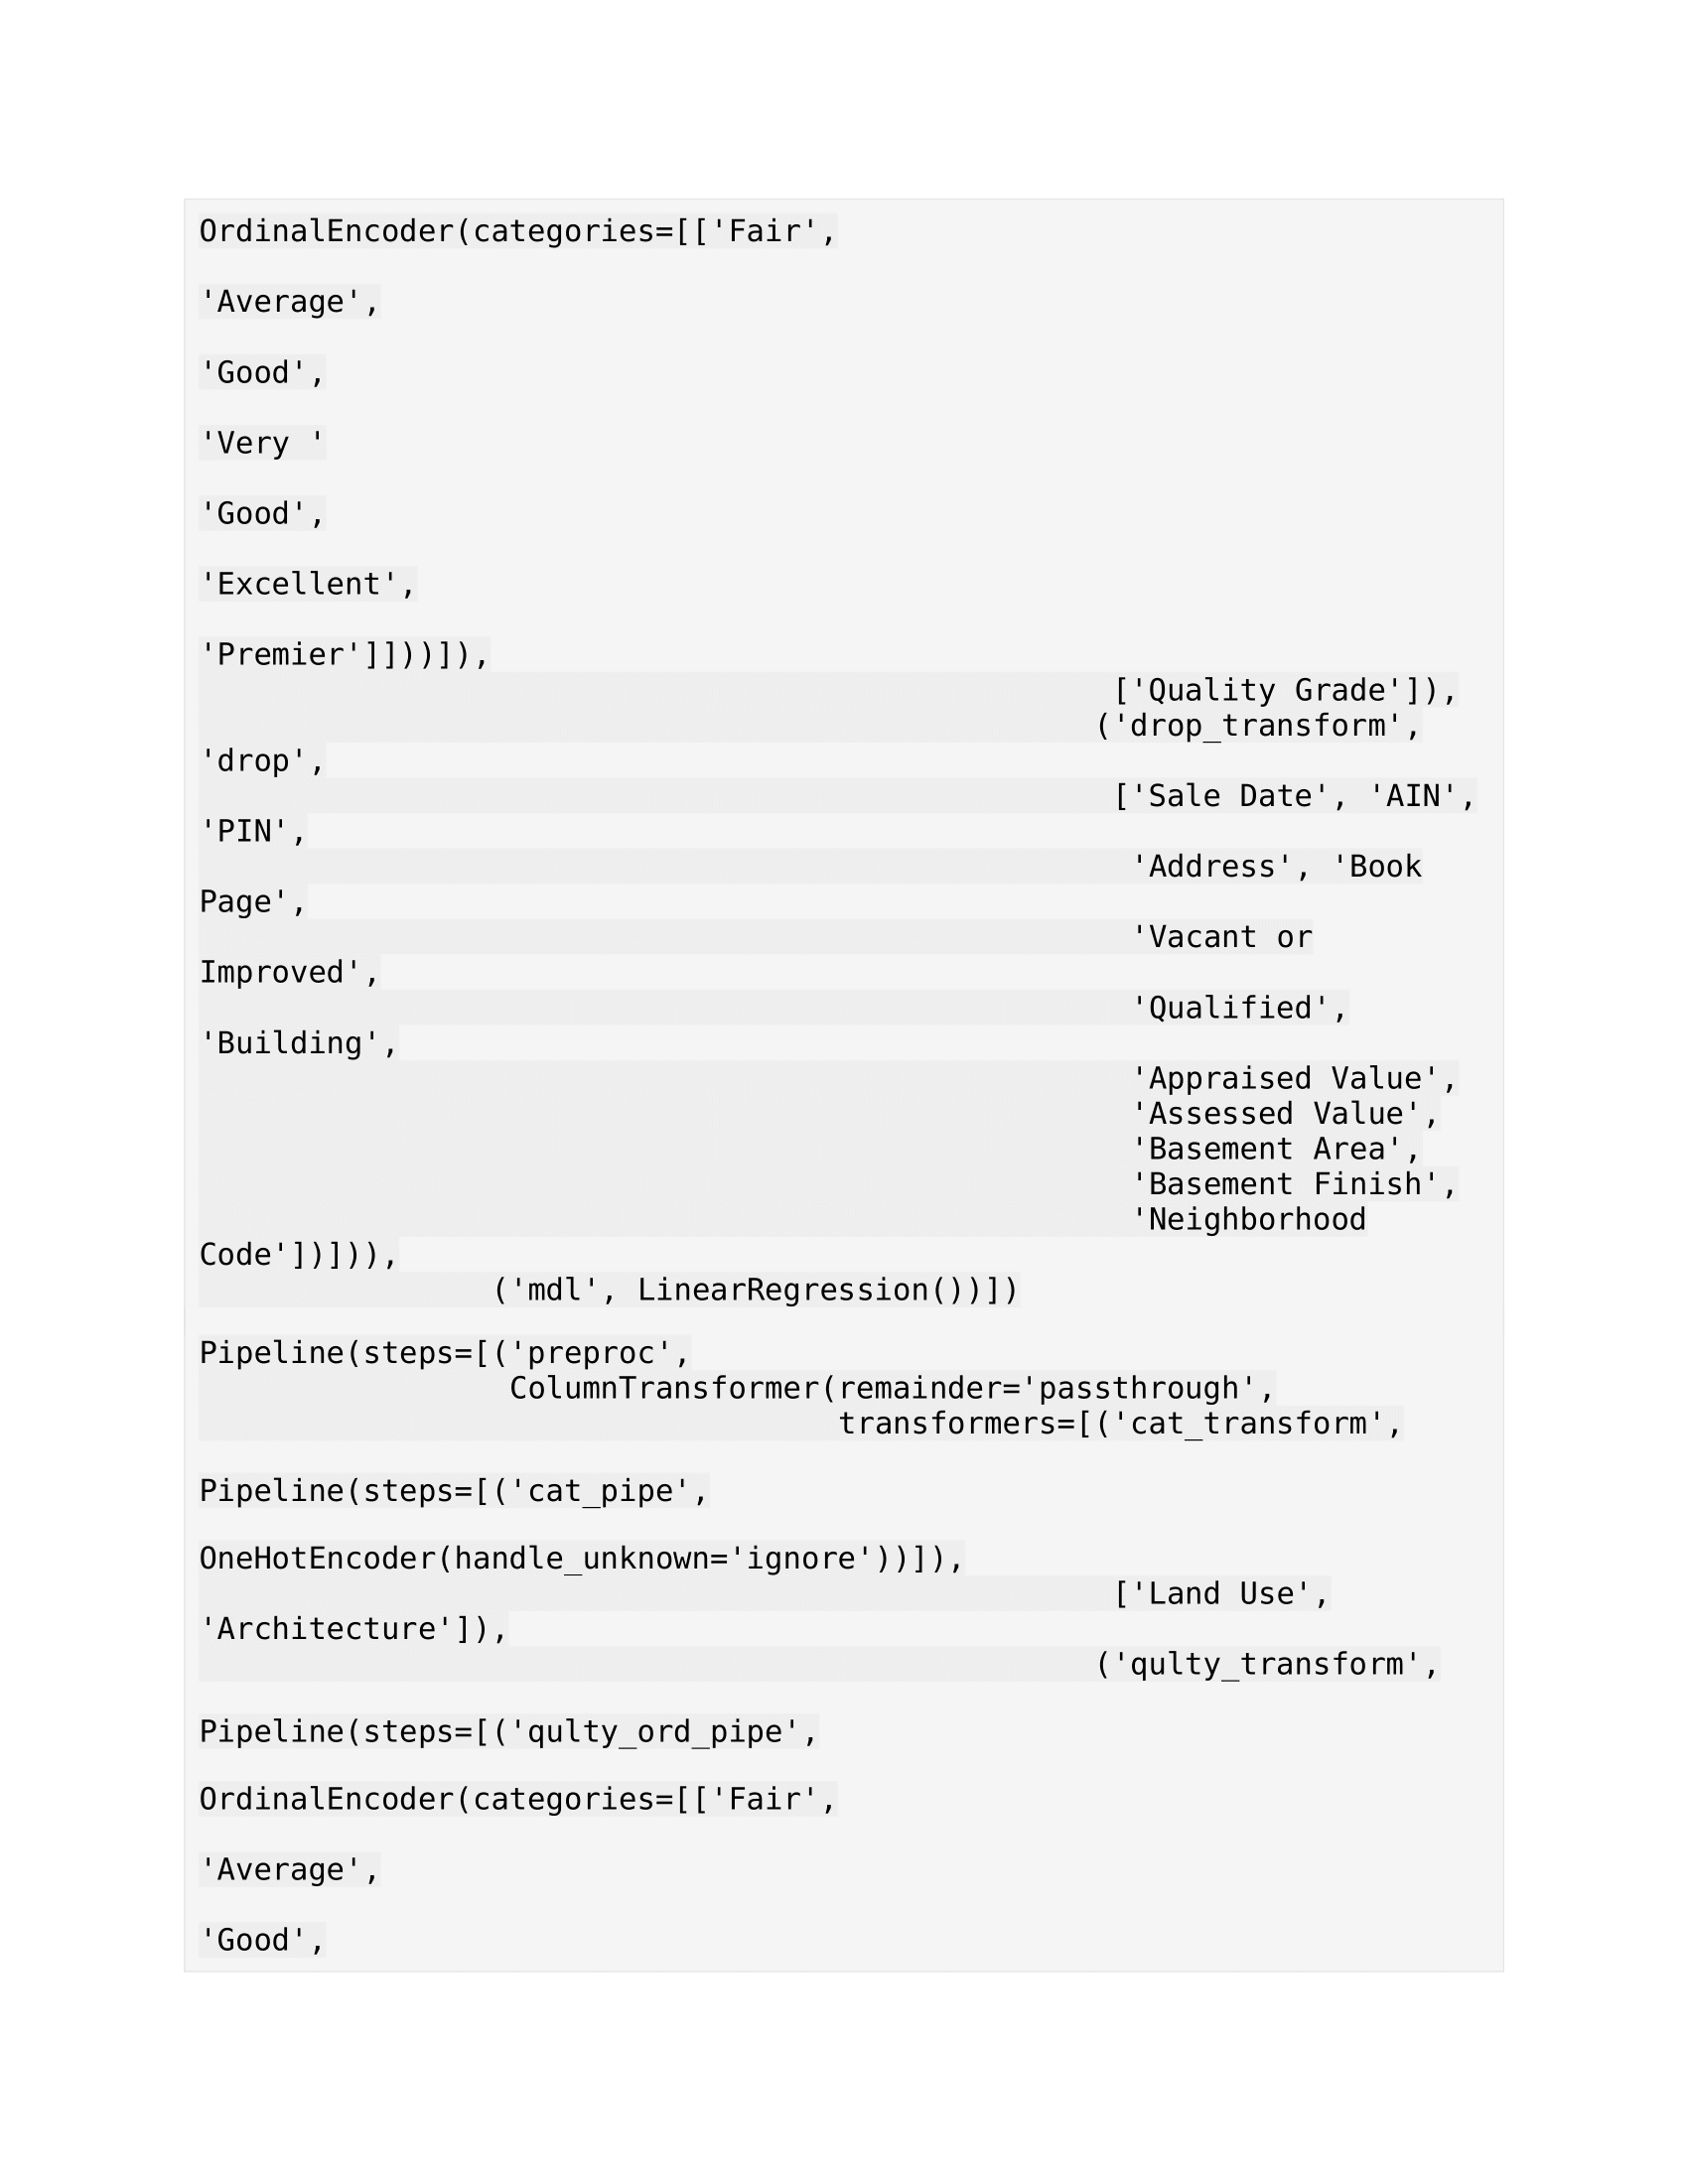 OrdinalEncoder(categories=[['Fair',
'Average',
'Good',
'Very '
'Good',
'Excellent',
'Premier']]))]),
['Quality Grade']),
('drop_transform',
'drop',
['Sale Date', 'AIN',
'PIN',
'Address', 'Book
Page',
'Vacant or
Improved',
'Qualified',
'Building',
'Appraised Value',
'Assessed Value',
'Basement Area',
'Basement Finish',
'Neighborhood
Code'])])),
('mdl', LinearRegression())])
Pipeline(steps=[('preproc',
ColumnTransformer(remainder='passthrough',
transformers=[('cat_transform',
Pipeline(steps=[('cat_pipe',
OneHotEncoder(handle_unknown='ignore'))]),
['Land Use',
'Architecture']),
('qulty_transform',
Pipeline(steps=[('qulty_ord_pipe',
OrdinalEncoder(categories=[['Fair',
'Average',
'Good',